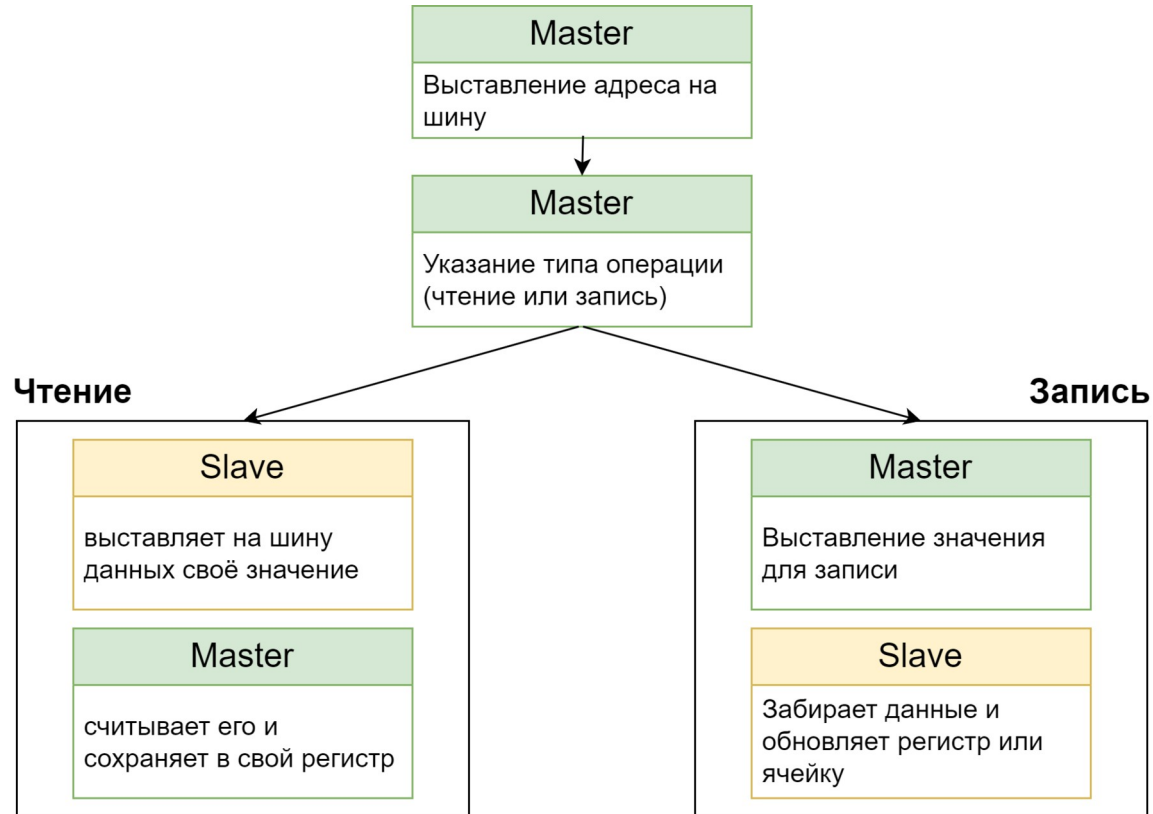 Master
Выставление адреса на
шину
Master
Указание типа операции
(чтение или запись)
Чтение
Slave
выставляет на шину
данных своё значение
Master
считывает его и
сохраняет в свой регистр
Запись
Master
Выставление значения
для записи
Slave
Забирает данные и
обновляет регистр или
ячейку